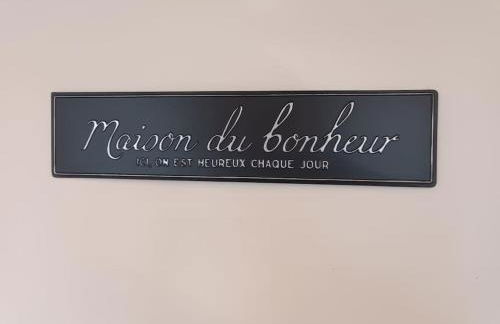 Maison du bonheur
ICI, ON EST HEUREUX CHAQUE JOUR